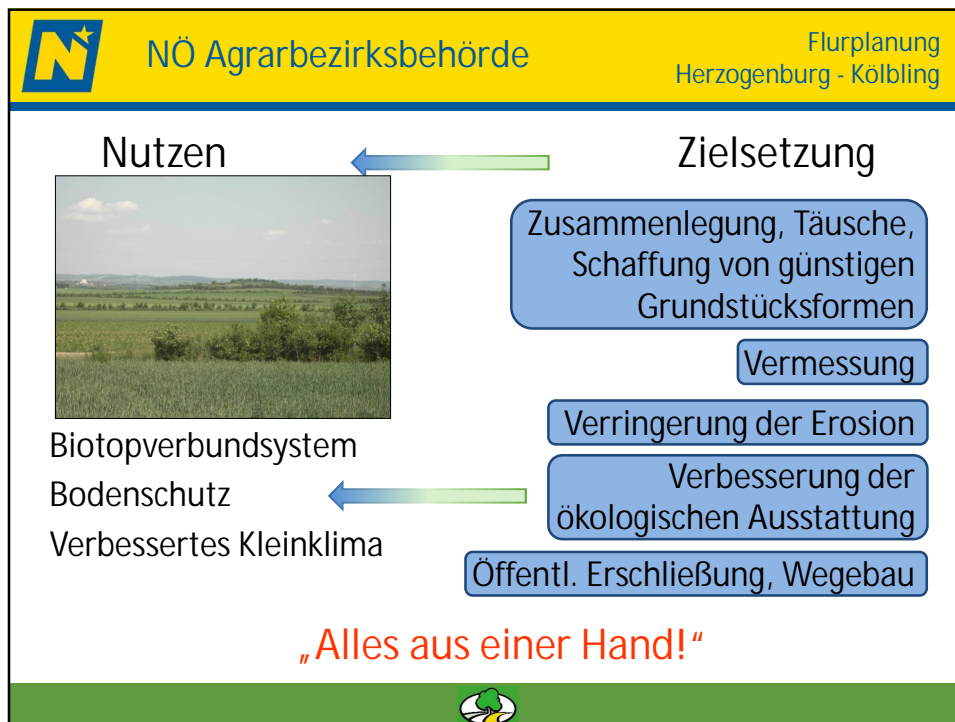 NÖ Agrarbezirksbehörde
Flurplanung
Herzogenburg - Kölbling
Nutzen
Zielsetzung
Zusammenlegung, Täusche,
Schaffung von günstigen
Grundstücksformen
Vermessung
Verringerung der Erosion
Verbesserung der
ökologischen Ausstattung
Öffentl. Erschließung, Wegebau
Biotopverbundsystem
Bodenschutz
Verbessertes Kleinklima
„Alles aus einer Hand!“